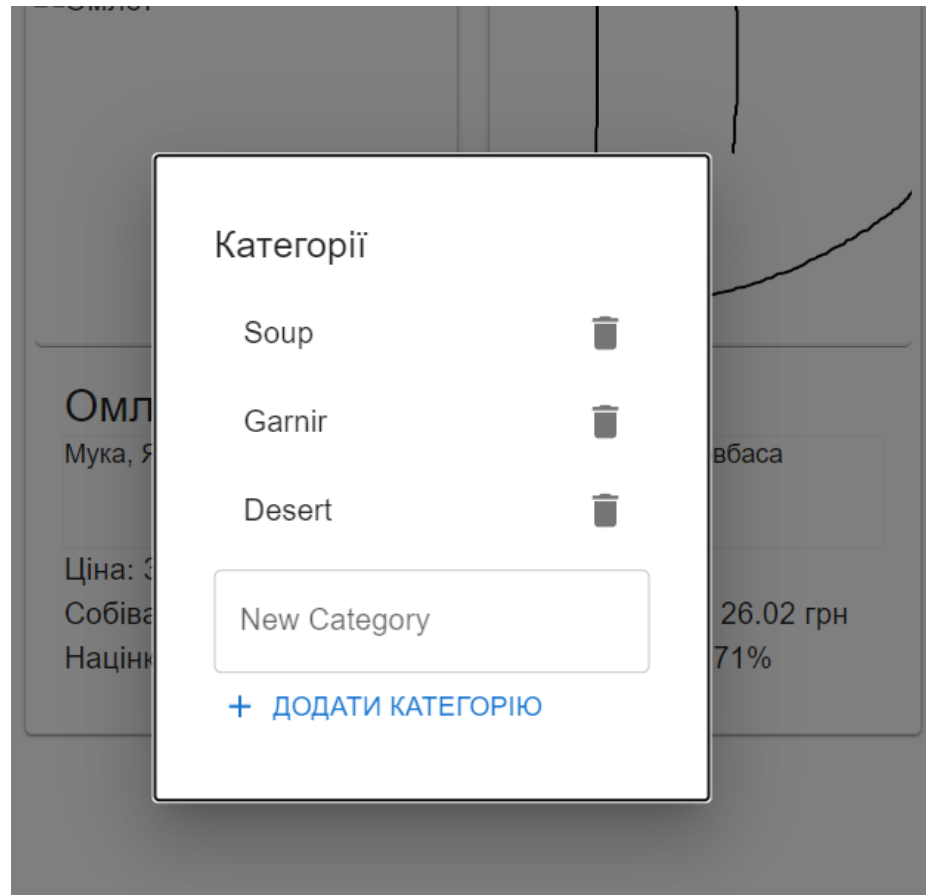 Категорії
Soup
Garnir
Desert
New Category
+ ДОДАТИ КАТЕГОРІЮ
Мука,
вбаса
Ціна:
26.02 грн
71%